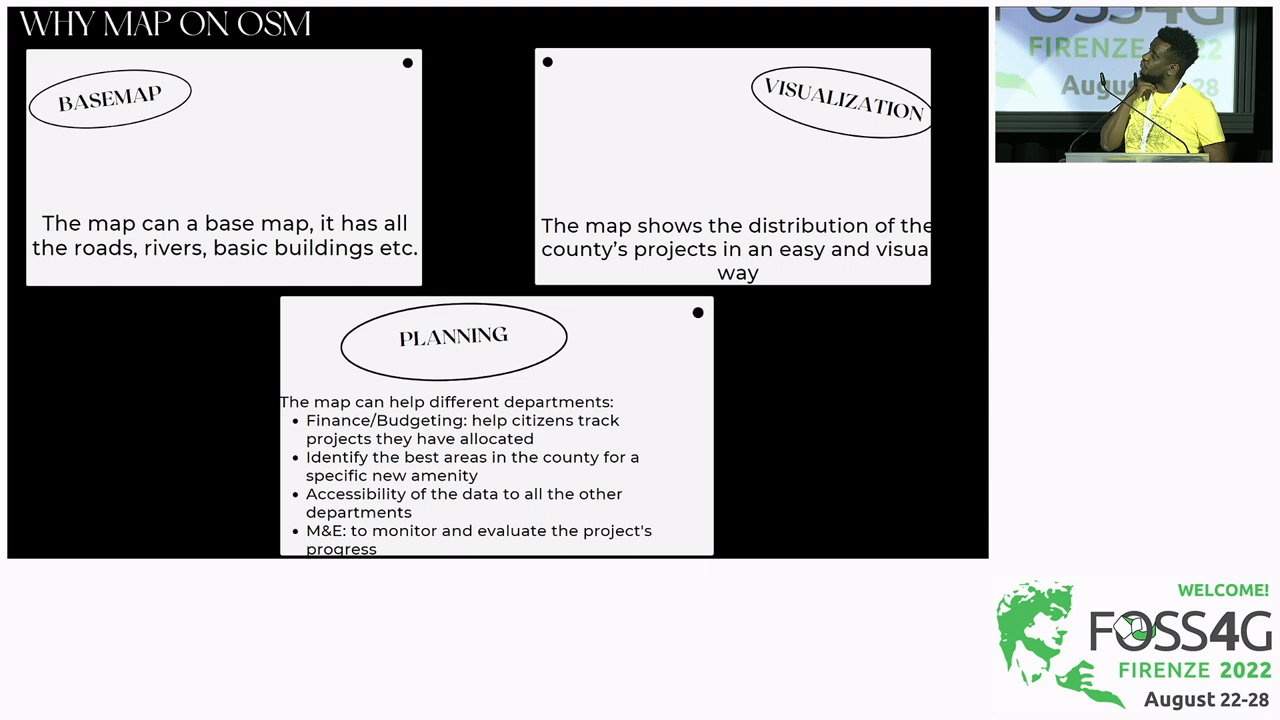 WHY MAP ON OSM
BASEMAP
The map can a base map, it has all
the roads, rivers, basic buildings etc.
VISUALIZATION
The map shows the distribution of the
county's projects in an easy and visua
way
PLANNING
The map can help different departments:
• Finance/Budgeting: help citizens track
projects they have allocated
• Identify the best areas in the county for a
specific new amenity
• Accessibility of the data to all the other
departments
• M&E: to monitor and evaluate the project's
progress
FOSS4G
FIRENZE 22
August 28
WELCOME!
FOSS4G
FIRENZE 2022
August 22-28